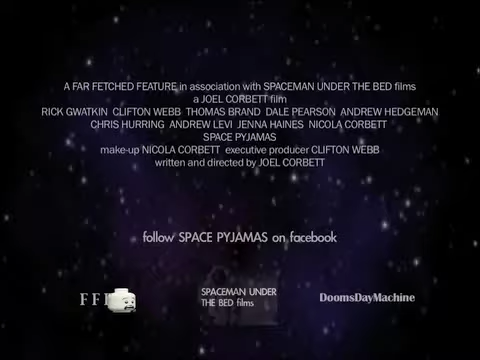 A FAR FETCHED FEATURE in association with SPACEMAN UNDER THE BED films
a JOEL CORBETT film
RICK GWATKIN CLIFTON WEBB THOMAS BRAND DALE PEARSON ANDREW HEDGEMAN
CHRIS HURRING ANDREW LEVI JENNA HAINES NICOLA CORBETT
SPACE PYJAMAS
make-up NICOLA CORBETT executive producer CLIFTON WEBB
written and directed by JOEL CORBETT
follow SPACE PYJAMAS on facebook
FF
SPACEMAN UNDER
THE BED films
DoomsDayMachine